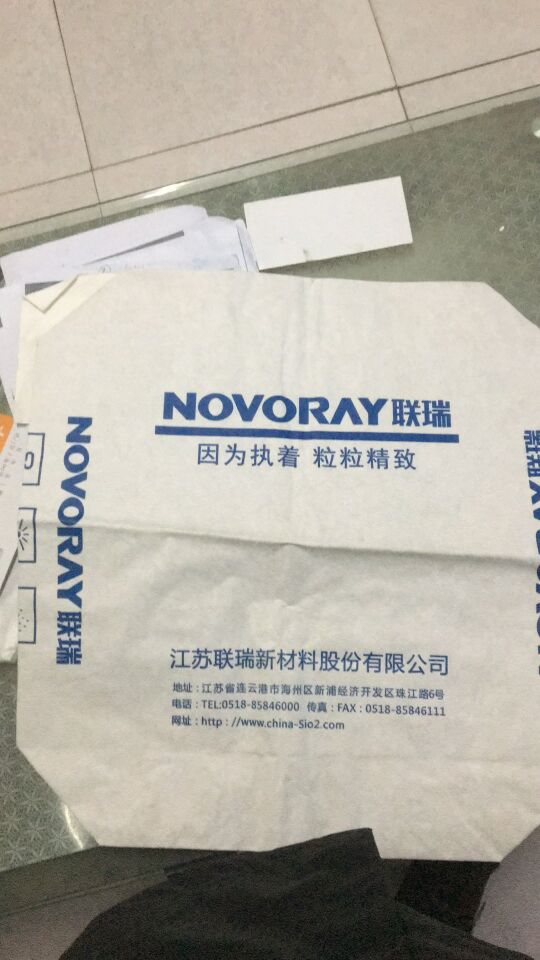 NOVORAY联瑞
因为执着 粒粒精致
NOVORAY联瑞
江苏联瑞新材料股份有限公司
地址：江苏省连云港市海州区新浦经济开发区珠江路6号
电话：TEL:0518-85846000 传真：FAX：0518-85846111
网址：http：//www.china-Sio2.com